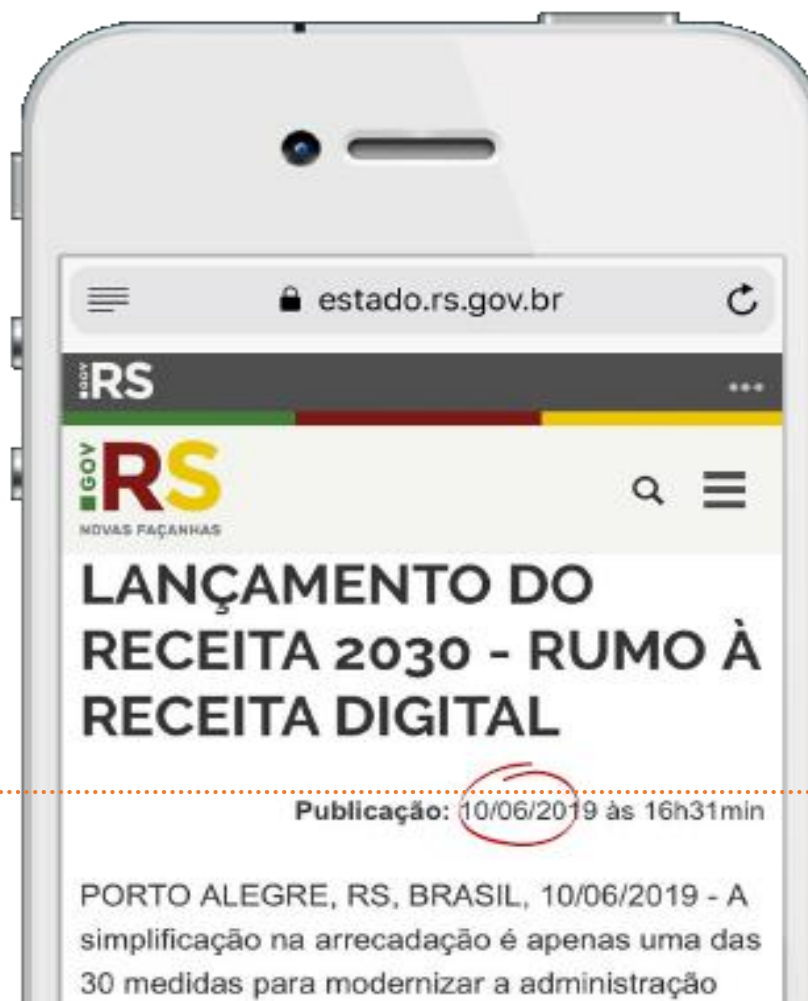 estado.rs.gov.br
GOV RS
GOV RS
NOVAS FAÇANHAS
LANÇAMENTO DO
RECEITA 2030 - RUMO À
RECEITA DIGITAL
Publicação: 10/06/2019 às 16h31min
PORTO ALEGRE, RS, BRASIL, 10/06/2019 - A
simplificação na arrecadação é apenas uma das
30 medidas para modernizar a administração